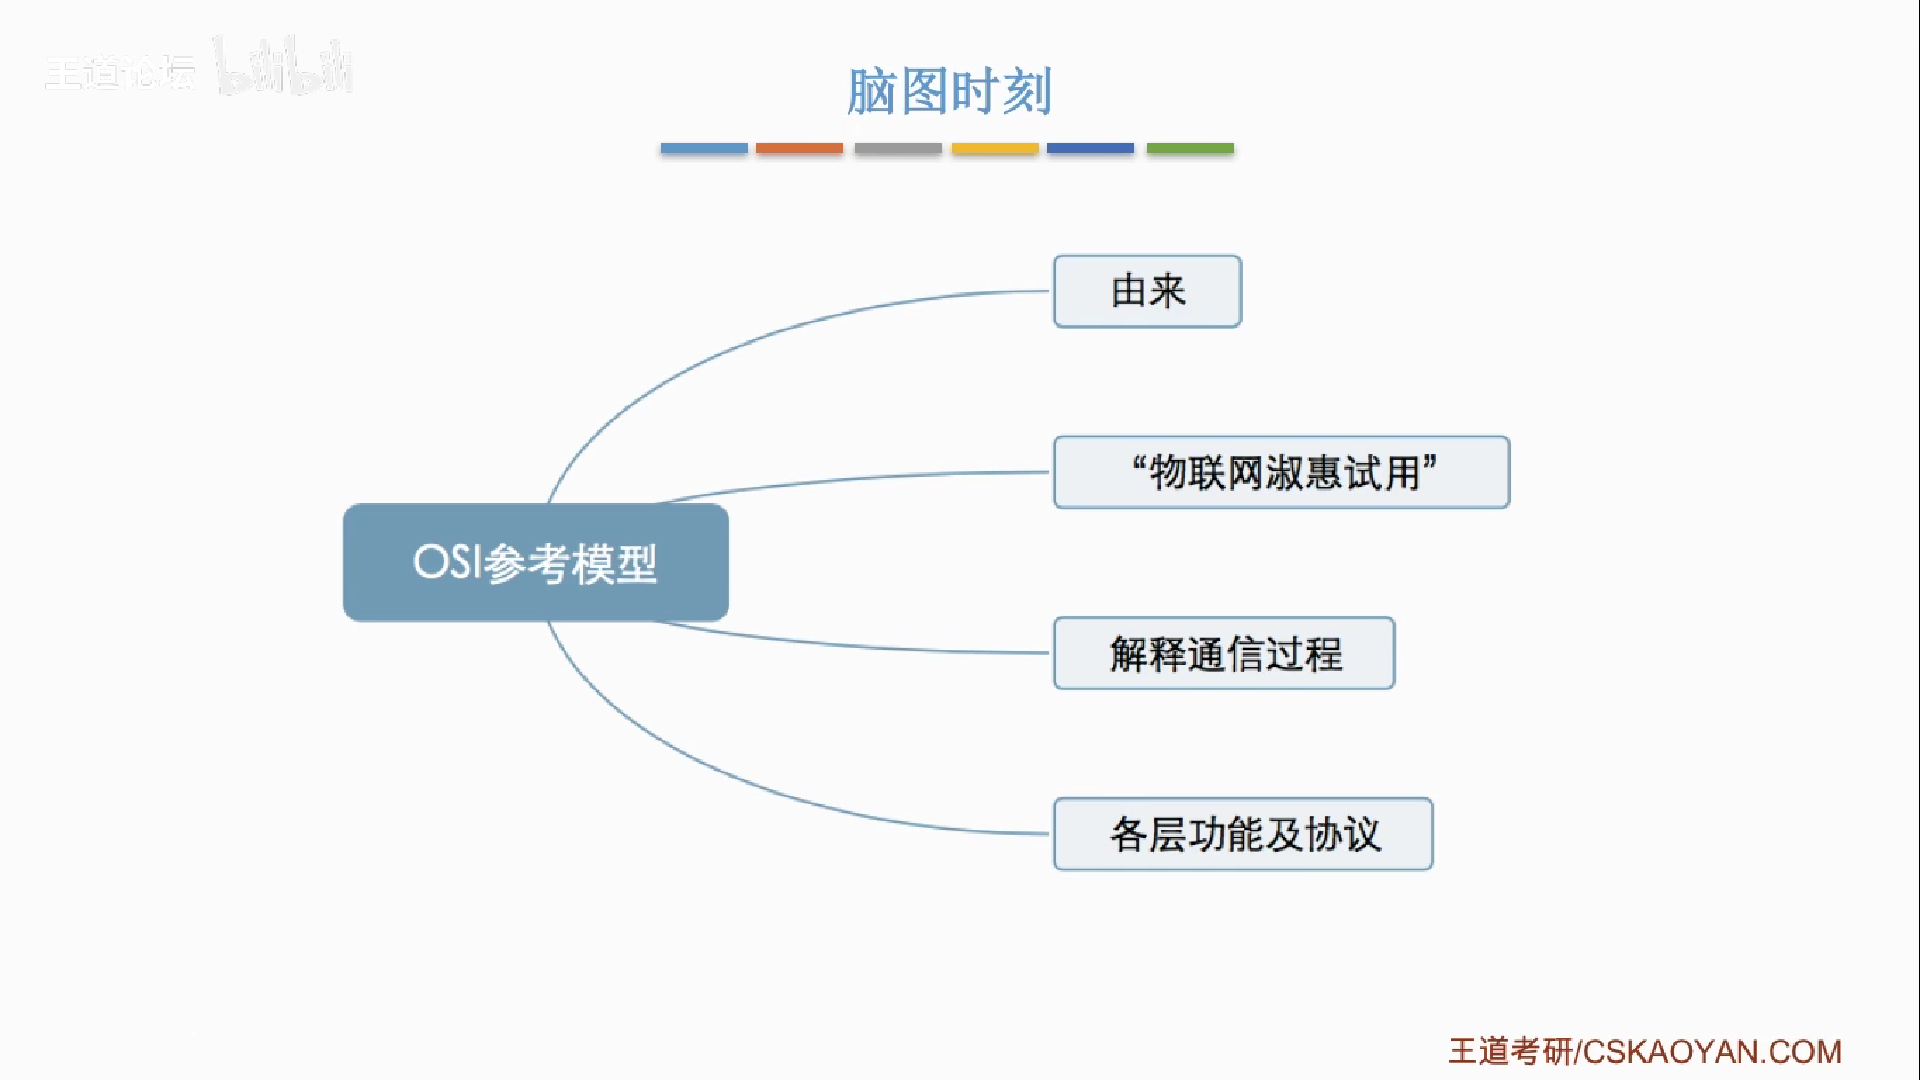 王道论坛 bilibili
脑图时刻
由来
“物联网淑惠试用”
OSI参考模型
解释通信过程
各层功能及协议
王道考研/CSKAOYAN.COM